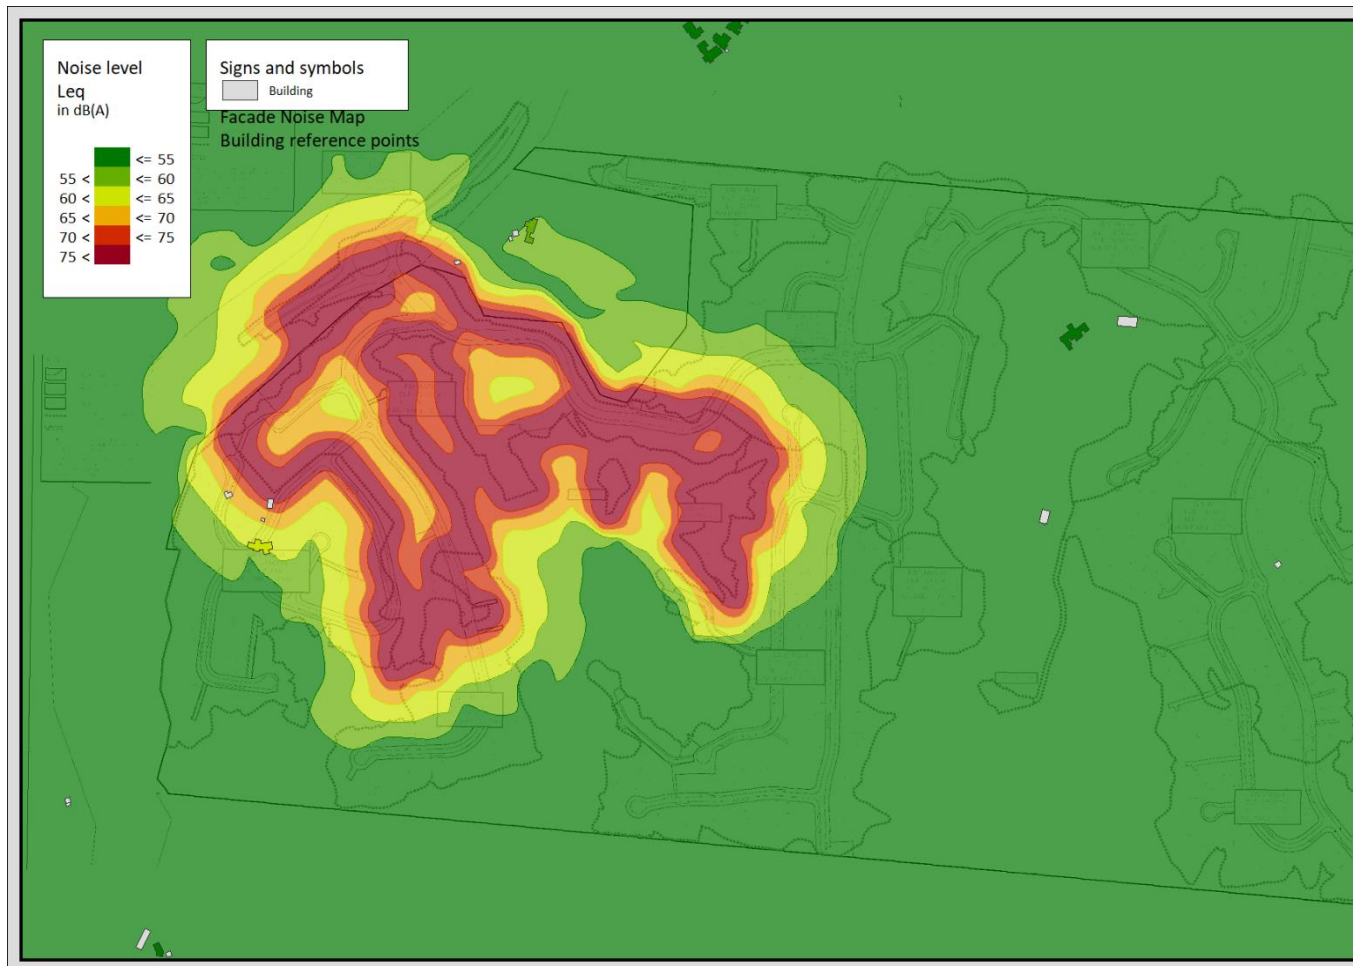 Noise level
Leq
in dB(A)
<= 55
55 < <= 60
60 < <= 65
65 < <= 70
70 < <= 75
75 <
Signs and symbols
Building
Facade Noise Map
Building reference points